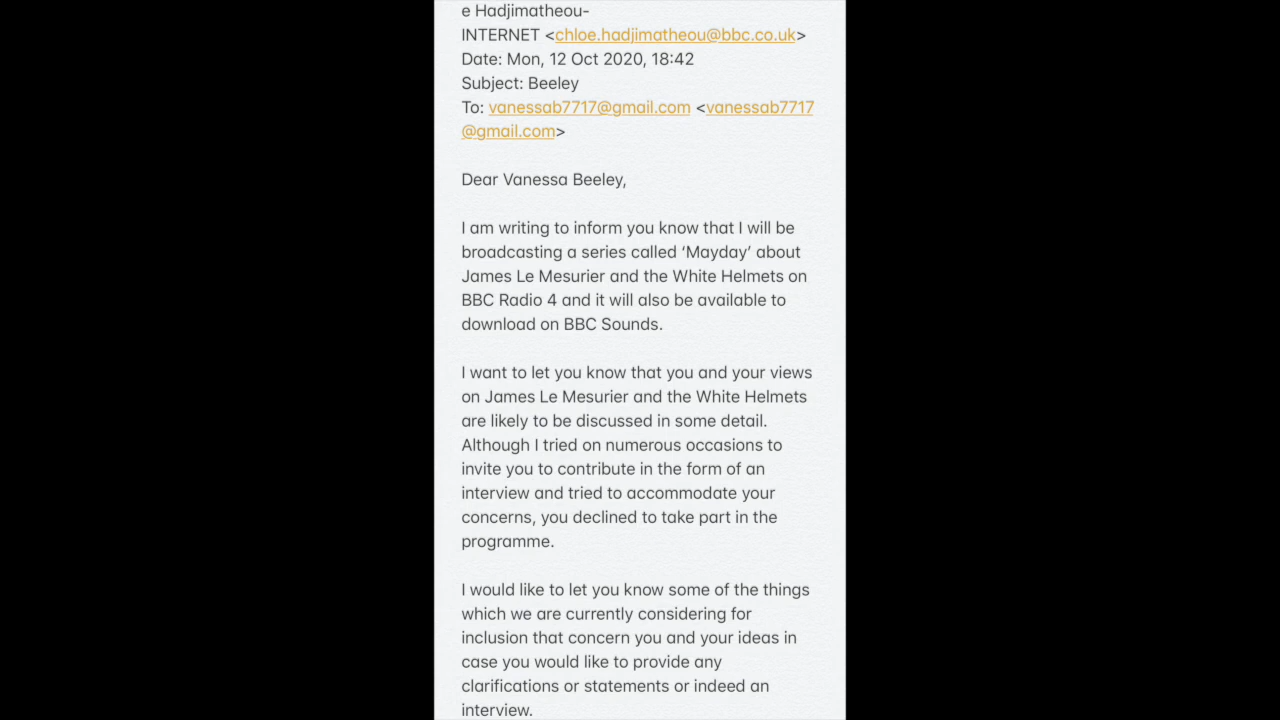 e Hadjimatheou-
INTERNET <chloe.hadjimatheou@bbc.co.uk>
Date: Mon, 12 Oct 2020, 18:42
Subject: Beeley
To: vanessab7717@gmail.com <vanessab7717
@gmail.com>
Dear Vanessa Beeley,
I am writing to inform you know that I will be
broadcasting a series called ‘Mayday’ about
James Le Mesurier and the White Helmets on
BBC Radio 4 and it will also be available to
download on BBC Sounds.
I want to let you know that you and your views
on James Le Mesurier and the White Helmets
are likely to be discussed in some detail.
Although I tried on numerous occasions to
invite you to contribute in the form of an
interview and tried to accommodate your
concerns, you declined to take part in the
programme.
I would like to let you know some of the things
which we are currently considering for
inclusion that concern you and your ideas in
case you would like to provide any
clarifications or statements or indeed an
interview.